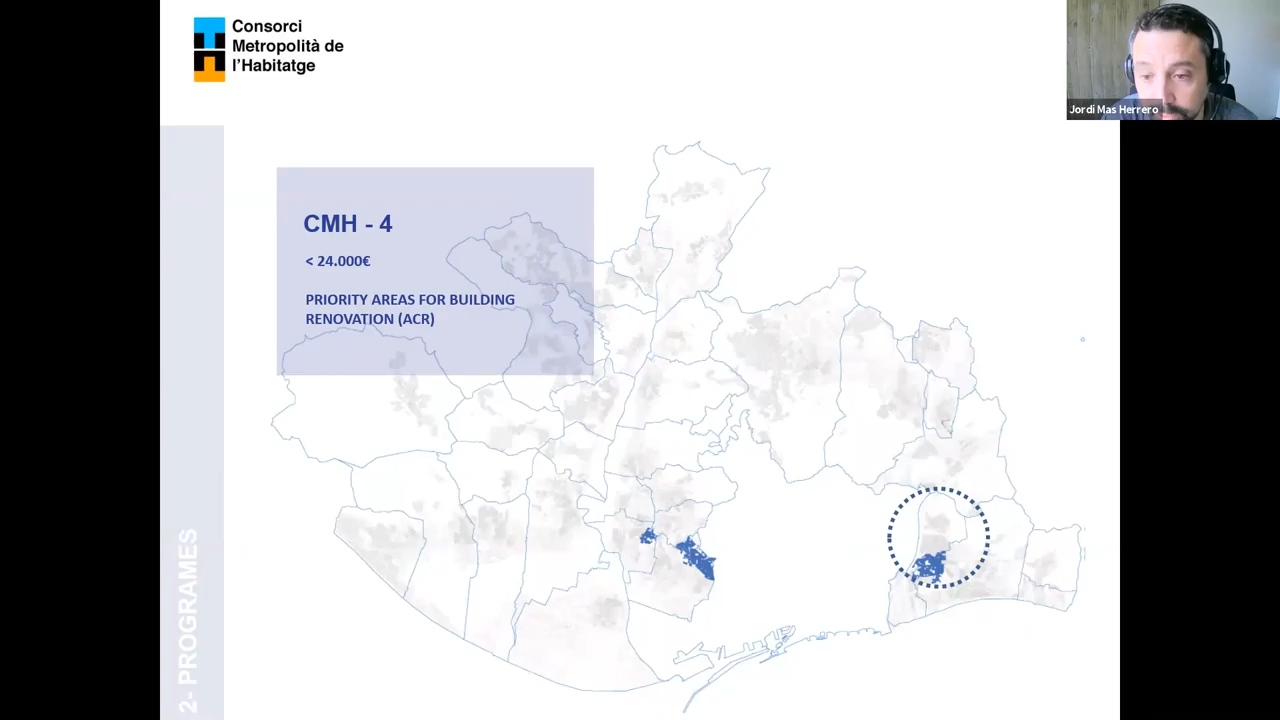 Consorci
Metropolità de
l'Habitatge
Jordi Mas Herrero
CMH - 4
< 24.000€
PRIORITY AREAS FOR BUILDING
RENOVATION (ACR)
2- PROGRAMES